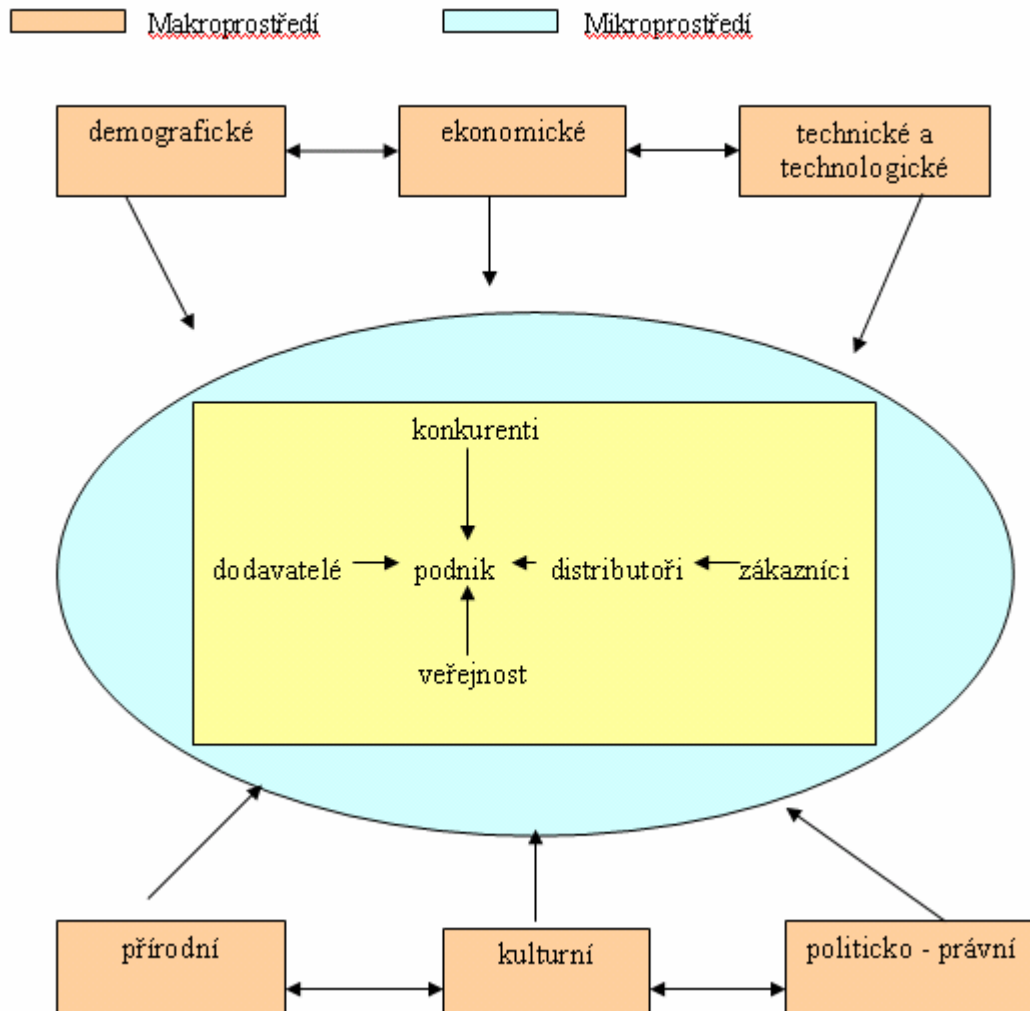 Makroprostředí
Mikroprostředí
demografické
ekonomické
technické a
technologické
konkurenti
dodavatelé
podnik
distributoři
zákazníci
veřejnost
přírodní
kulturní
politicko - právní